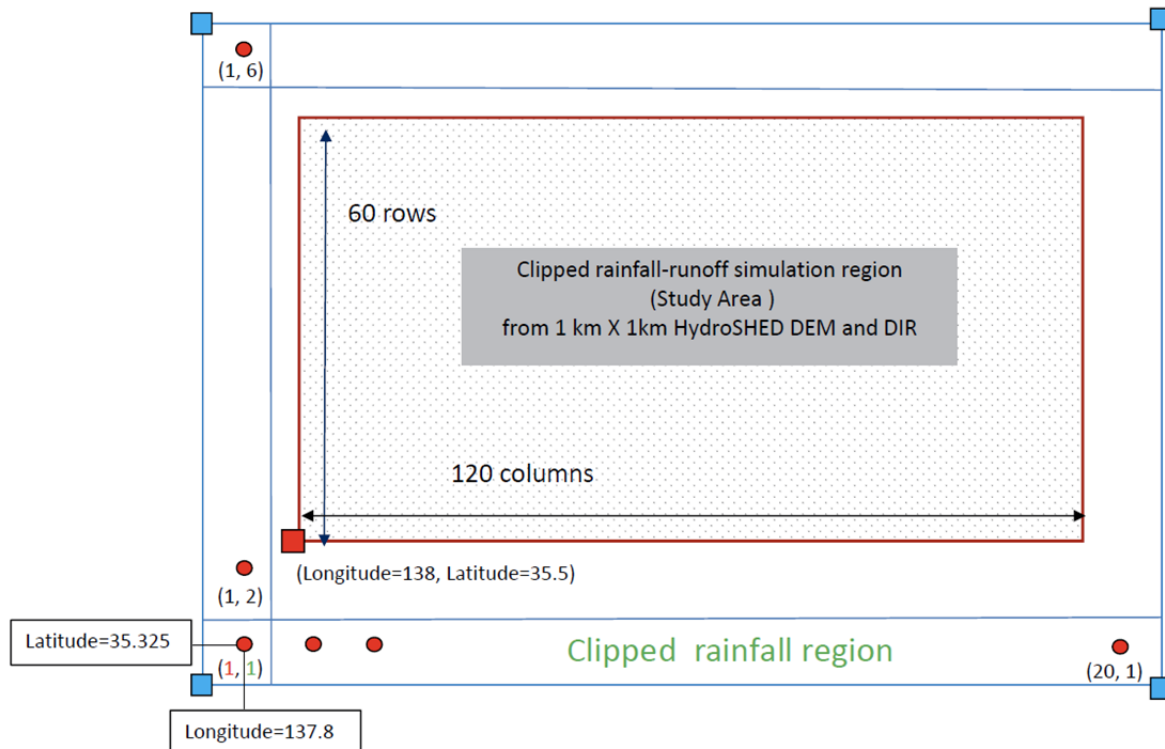 (1, 6)
60 rows
Clipped rainfall-runoff simulation region
(Study Area )
from 1 km X 1km HydroSHED DEM and DIR
120 columns
(Longitude=138, Latitude=35.5)
(1, 2)
Latitude=35.325
Clipped rainfall region
(1, 1)
(20, 1)
Longitude=137.8